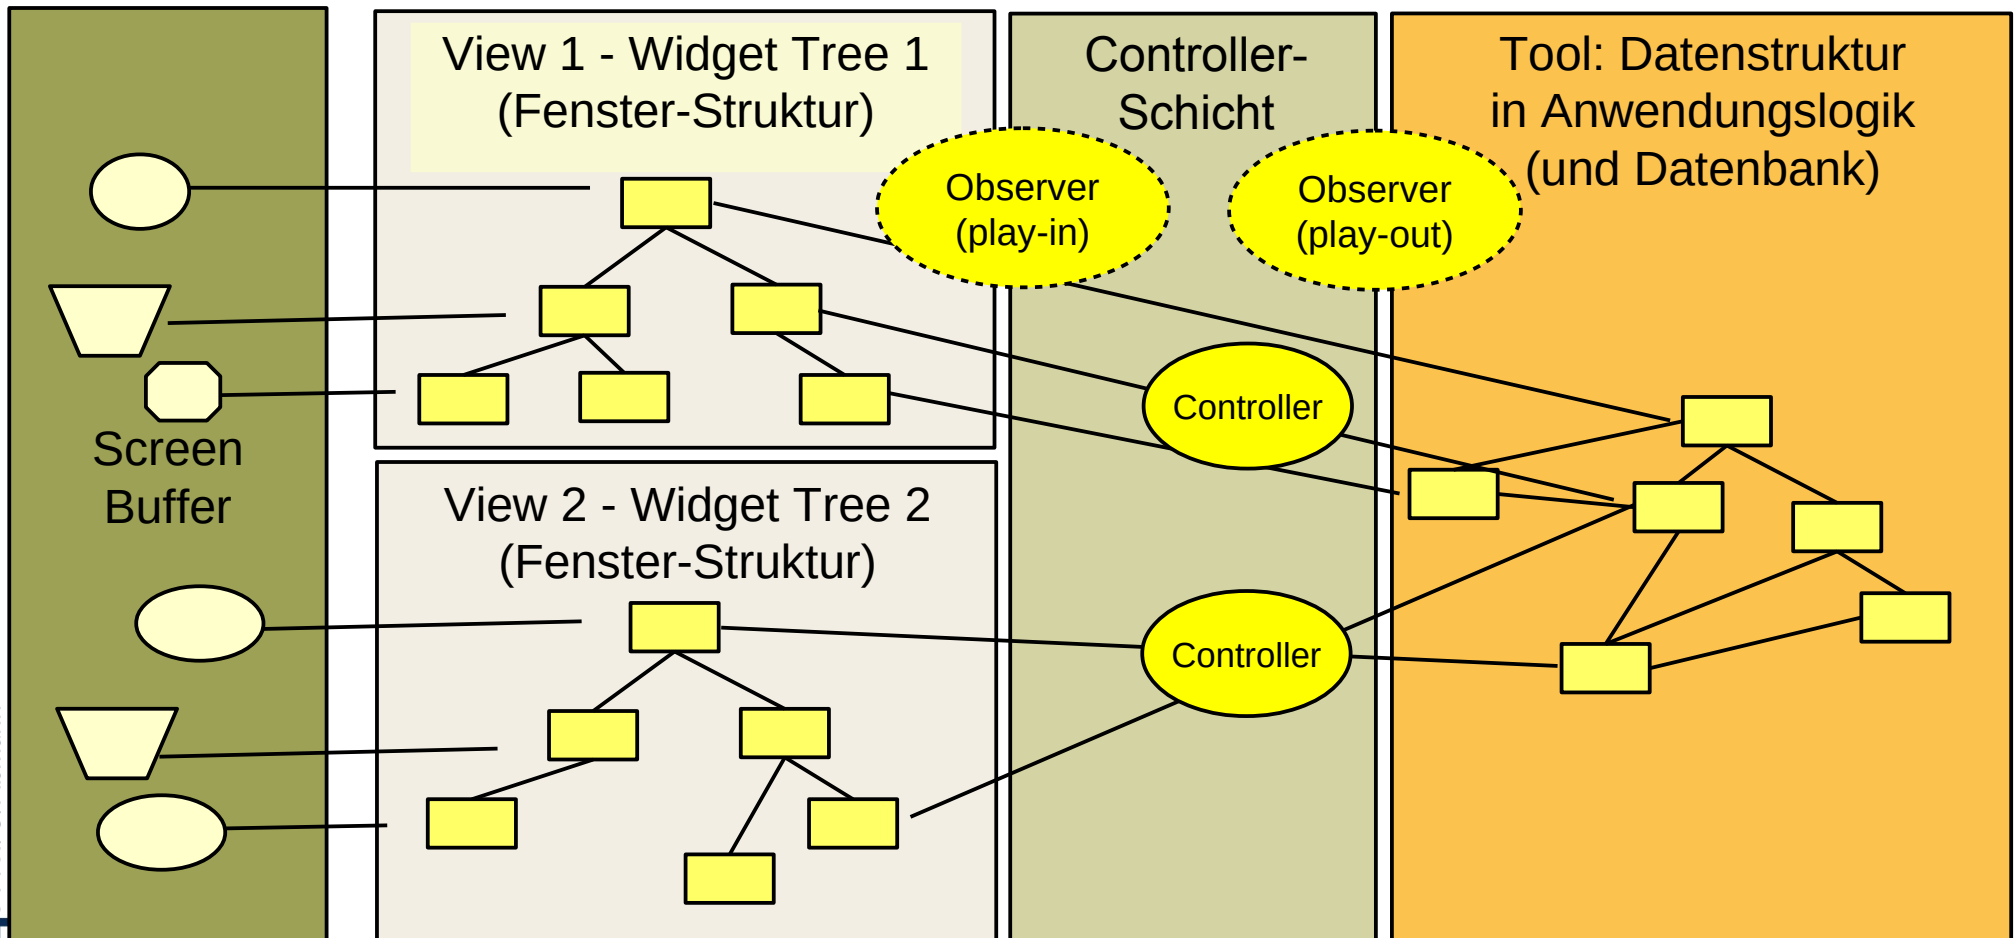 View 1 - Widget Tree 1
(Fenster-Struktur)
Controller-
Schicht
Tool: Datenstruktur
in Anwendungslogik
(und Datenbank)
Observer
(play-in)
Observer
(play-out)
Controller
Screen
Buffer
View 2 - Widget Tree 2
(Fenster-Struktur)
Controller